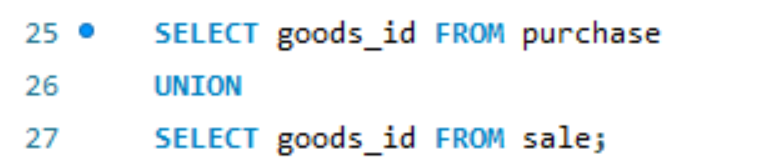 25 SELECT goods_id FROM purchase
26 UNION
27 SELECT goods_id FROM sale;